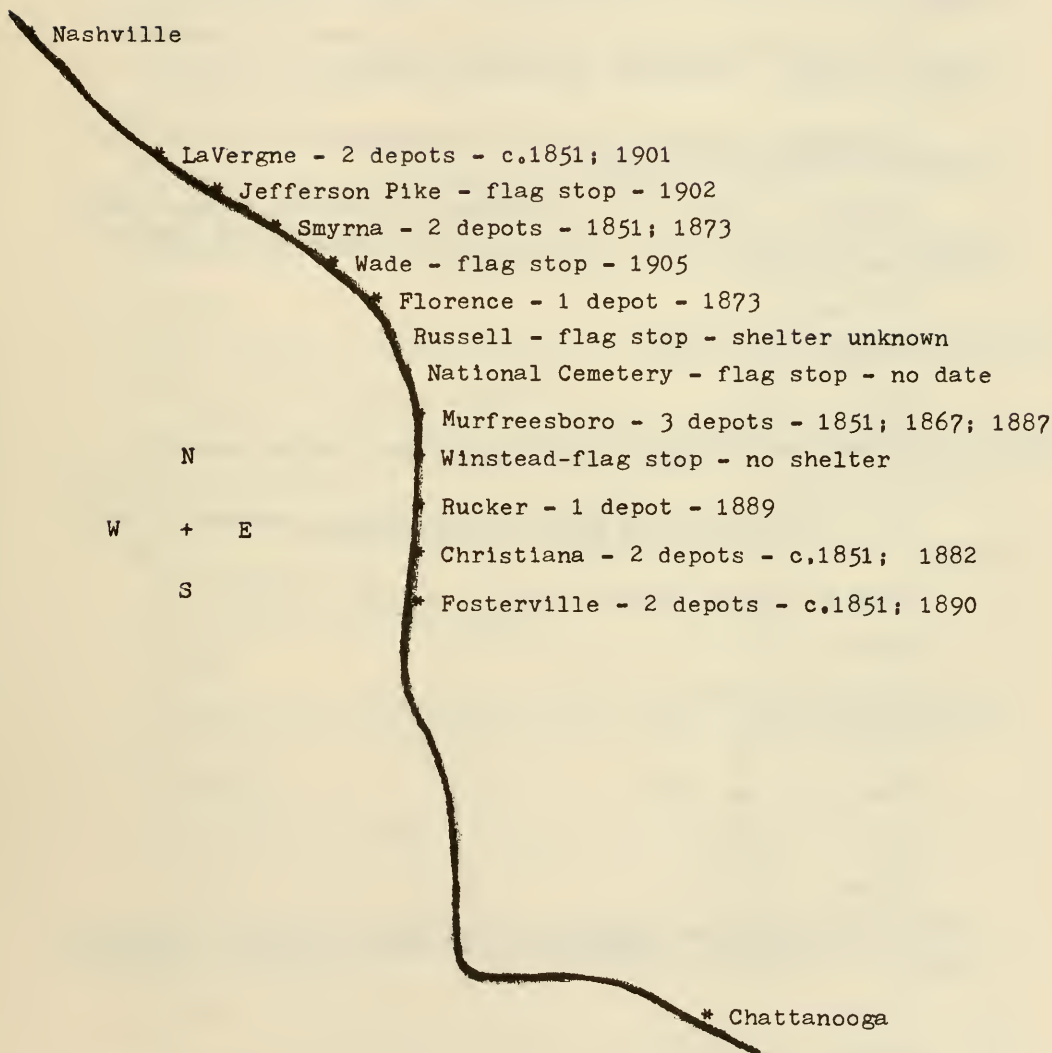 * Nashville
* LaVergne - 2 depots - c.1851; 1901
* Jefferson Pike - flag stop - 1902
* Smyrna - 2 depots - 1851; 1873
* Wade - flag stop - 1905
* Florence - 1 depot - 1873
Russell - flag stop - shelter unknown
* National Cemetery - flag stop - no date
* Murfreesboro - 3 depots - 1851; 1867; 1887
* Winstead-flag stop - no shelter
* Rucker - 1 depot - 1889
* Christiana - 2 depots - c.1851; 1882
* Fosterville - 2 depots - c.1851; 1890
N
W + E
S
* Chattanooga